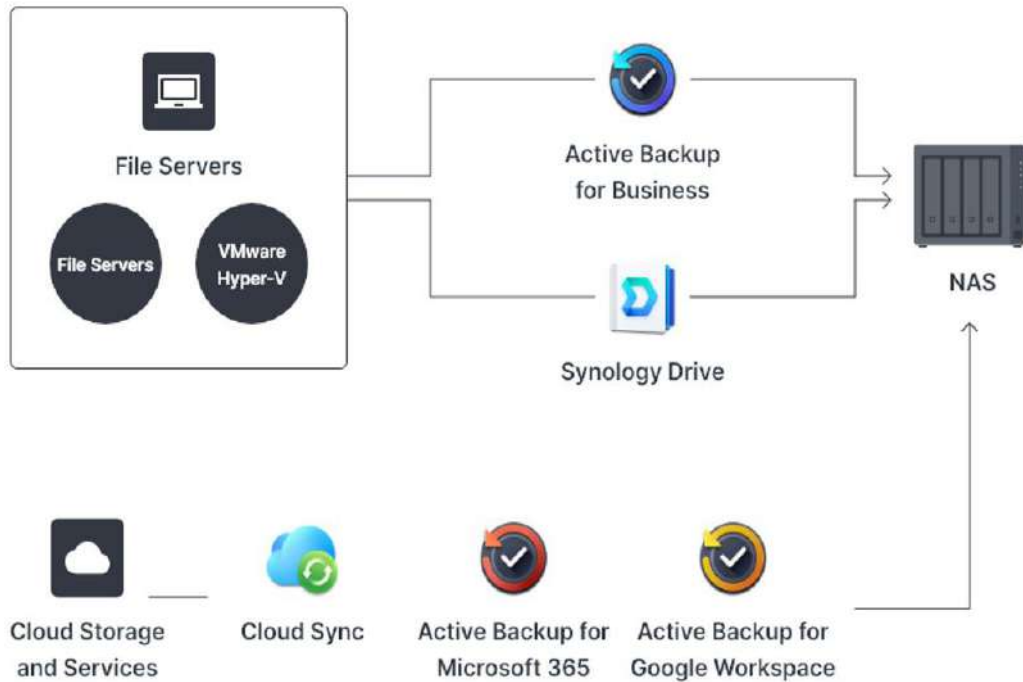 File Servers
File Servers
VMware
Hyper-V
Active Backup
for Business
Synology Drive
NAS
Cloud Storage
and Services
Cloud Sync
Active Backup for
Microsoft 365
Active Backup for
Google Workspace